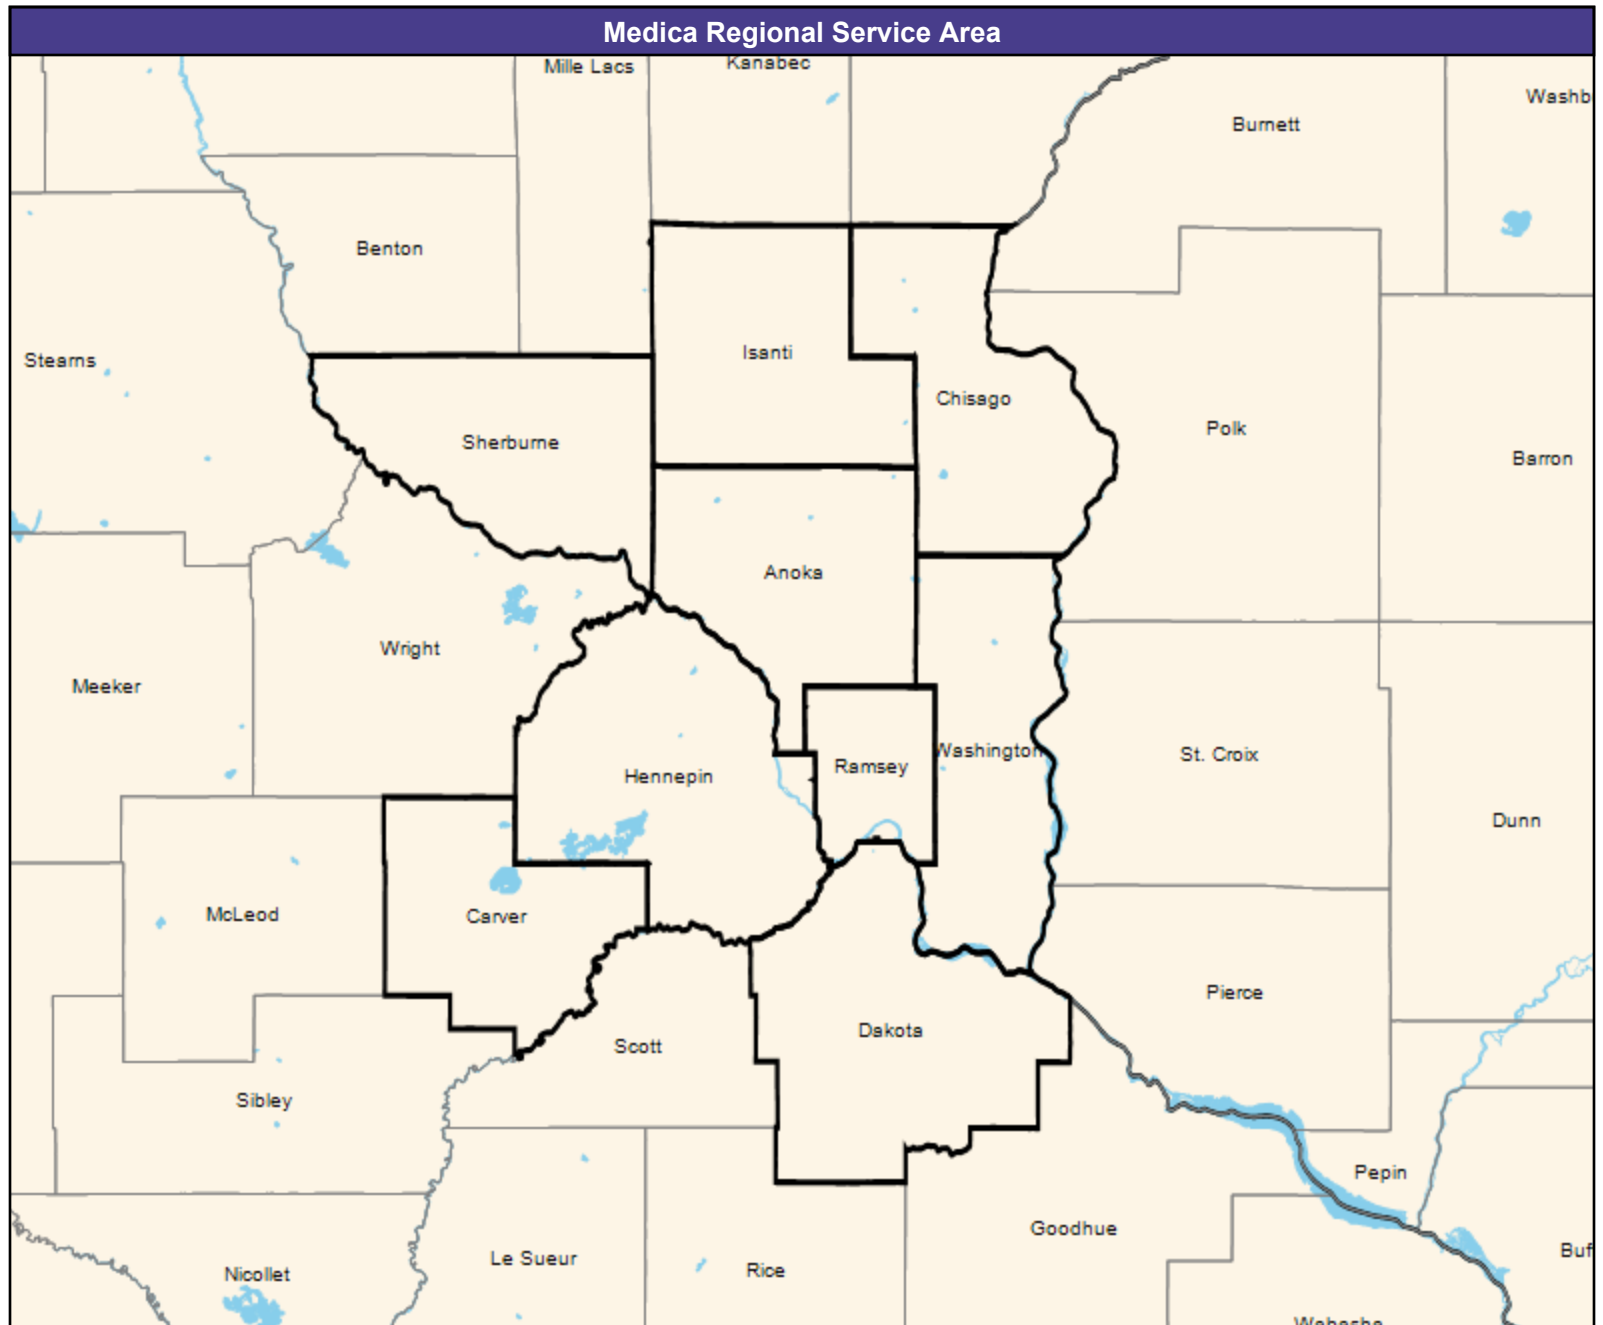 Medica Regional Service Area
Mille Lacs
Kanabec
Washb
Burnett
Benton
Stearns
Isanti
Chisago
Sherburne
Polk
Barron
Anoka
Wright
Meeker
Washington
St. Croix
Ramsey
Hennepin
Dunn
McLeod
Carver
Pierce
Dakota
Scott
Sibley
Pepin
Goodhue
Buf
Le Sueur
Rice
Nicollet
Wabasha